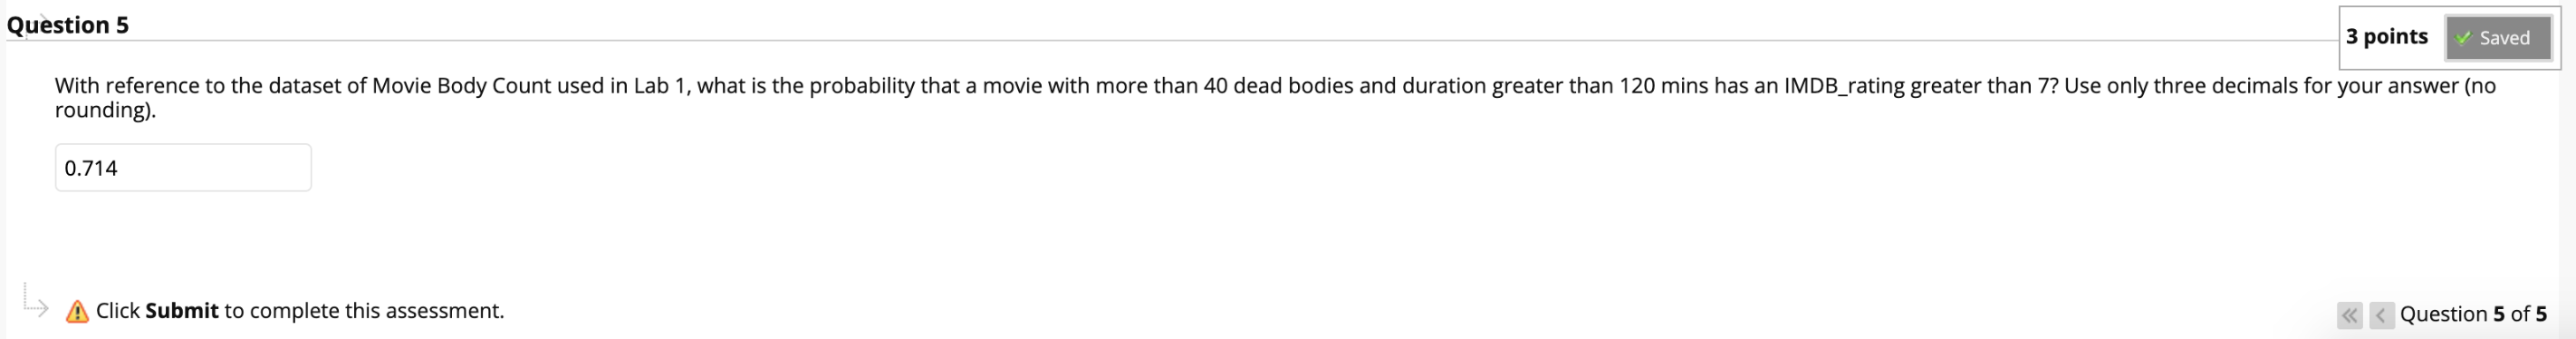 Question 5
3 points
Saved
With reference to the dataset of Movie Body Count used in Lab 1, what is the probability that a movie with more than 40 dead bodies and duration greater than 120 mins has an IMDB_rating greater than 7? Use only three decimals for your answer (no
rounding).
0.714
Click Submit to complete this assessment.
Question 5 of 5